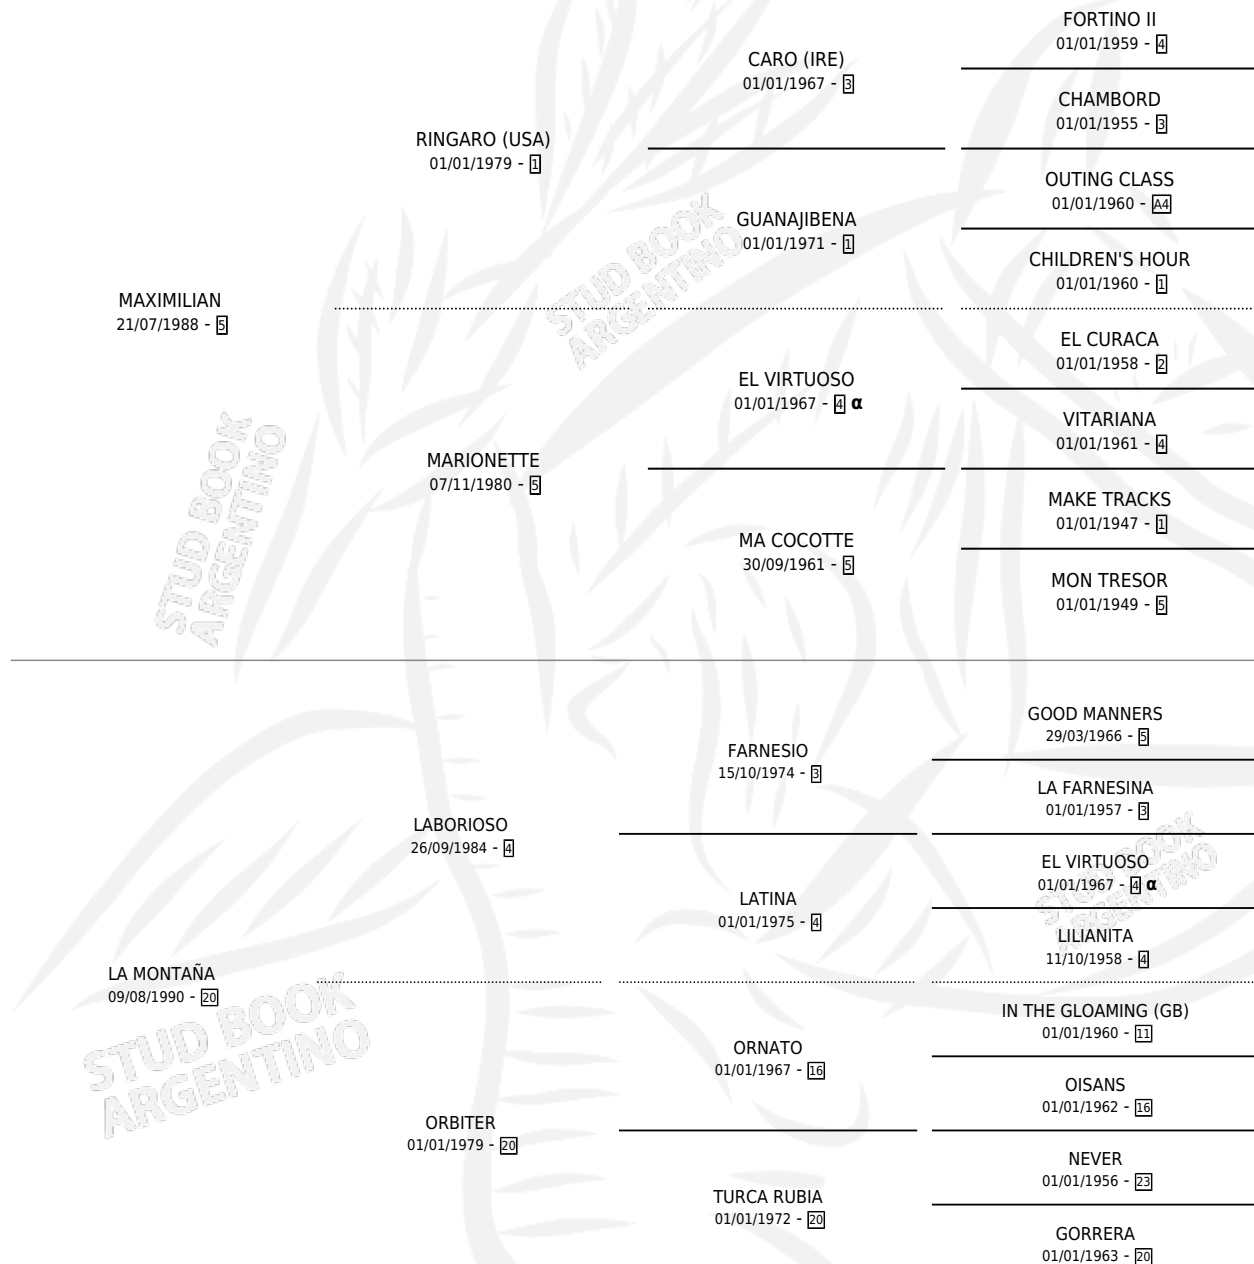 FORTINO II
01/01/1959 - 4
CARO (IRE)
01/01/1967 - 3
CHAMBORD
01/01/1955 - 3
RINGARO (USA)
01/01/1979 - 1
OUTING CLASS
01/01/1960 - A4
GUANAJIBENA
01/01/1971 - 1
CHILDREN'S HOUR
01/01/1960 - 1
MAXIMILIAN
21/07/1988 - 5
STUD BOOK
ARGENTINO
EL CURACA
01/01/1958 - 2
EL VIRTUOSO
01/01/1967 - 4 α
VITARIANA
01/01/1961 - 4
MARIONETTE
07/11/1980 - 5
STUD BOOK
ARGENTINO
MAKE TRACKS
01/01/1947 - 1
MA COCOTTE
30/09/1961 - 5
MON TRESOR
01/01/1949 - 5
GOOD MANNERS
29/03/1966 - 5
FARNESIO
15/10/1974 - 3
LA FARNESINA
01/01/1957 - 3
LABORIOSO
26/09/1984 - 4
EL VIRTUOSO
01/01/1967 - 4 α
STUD BOOK
ARGENTINO
LATINA
01/01/1975 - 4
LILIANITA
11/10/1958 - 4
LA MONTAÑA
09/08/1990 - 20
STUD BOOK
ARGENTINO
IN THE GLOAMING (GB)
01/01/1960 - 11
ORNATO
01/01/1967 - 16
OISANS
01/01/1962 - 16
ORBITER
01/01/1979 - 20
NEVER
01/01/1956 - 23
TURCA RUBIA
01/01/1972 - 20
GORRERA
01/01/1963 - 20